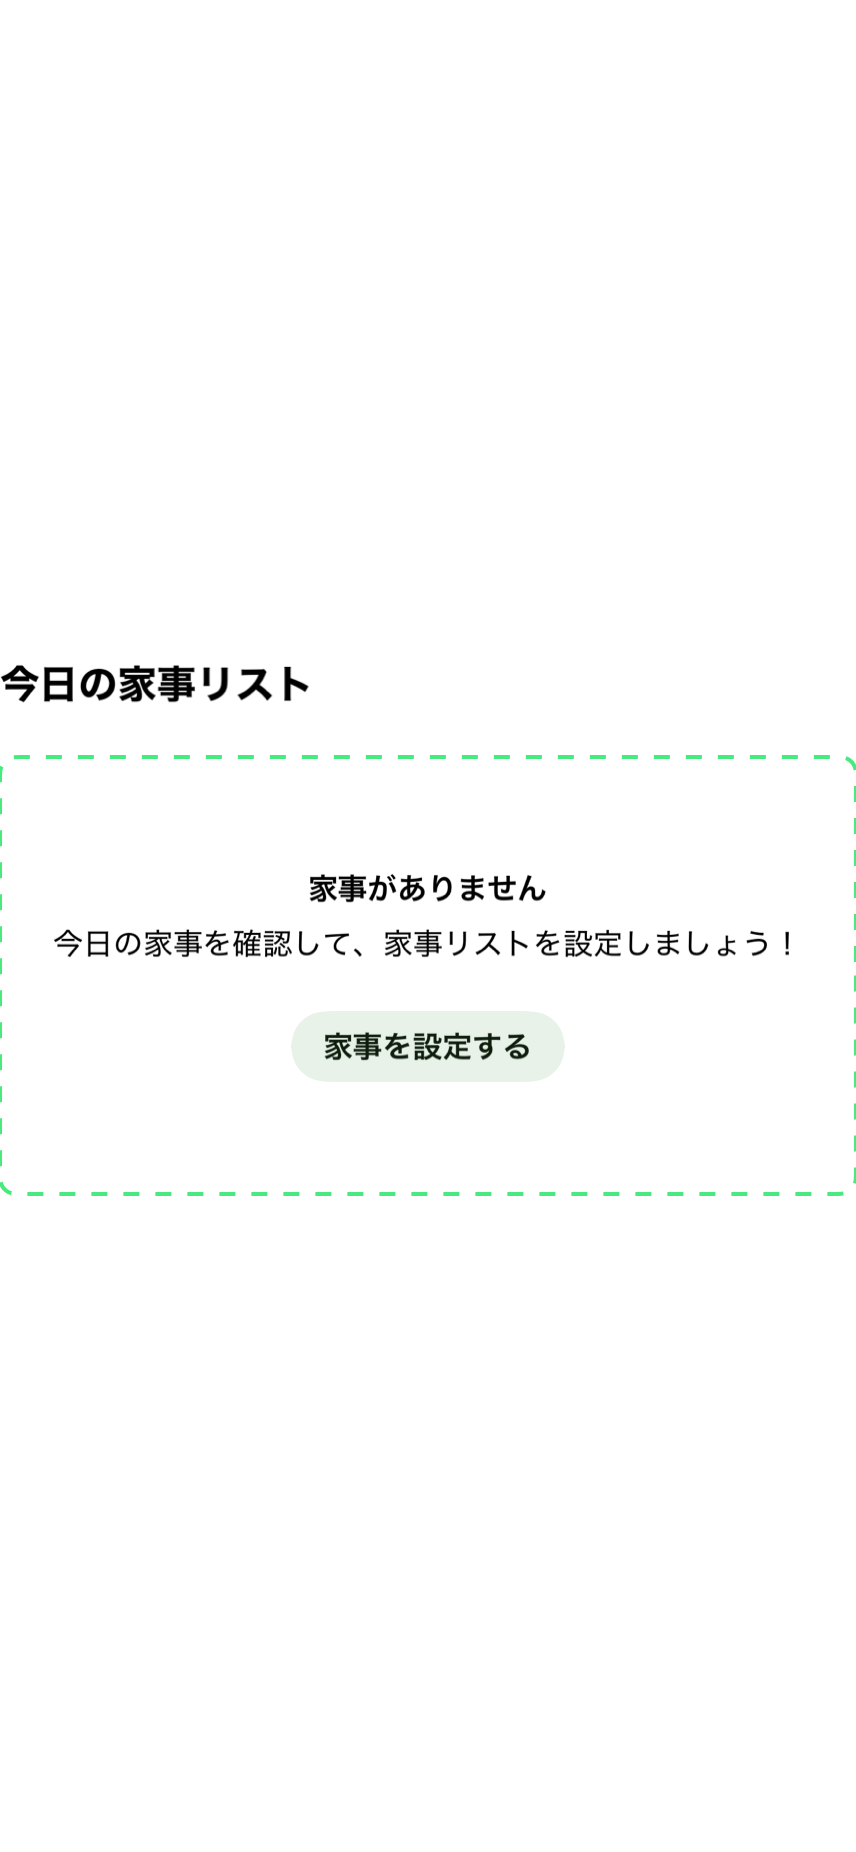 今日の家事リスト
家事がありません
今日の家事を確認して、家事リストを設定しましょう！
家事を設定する